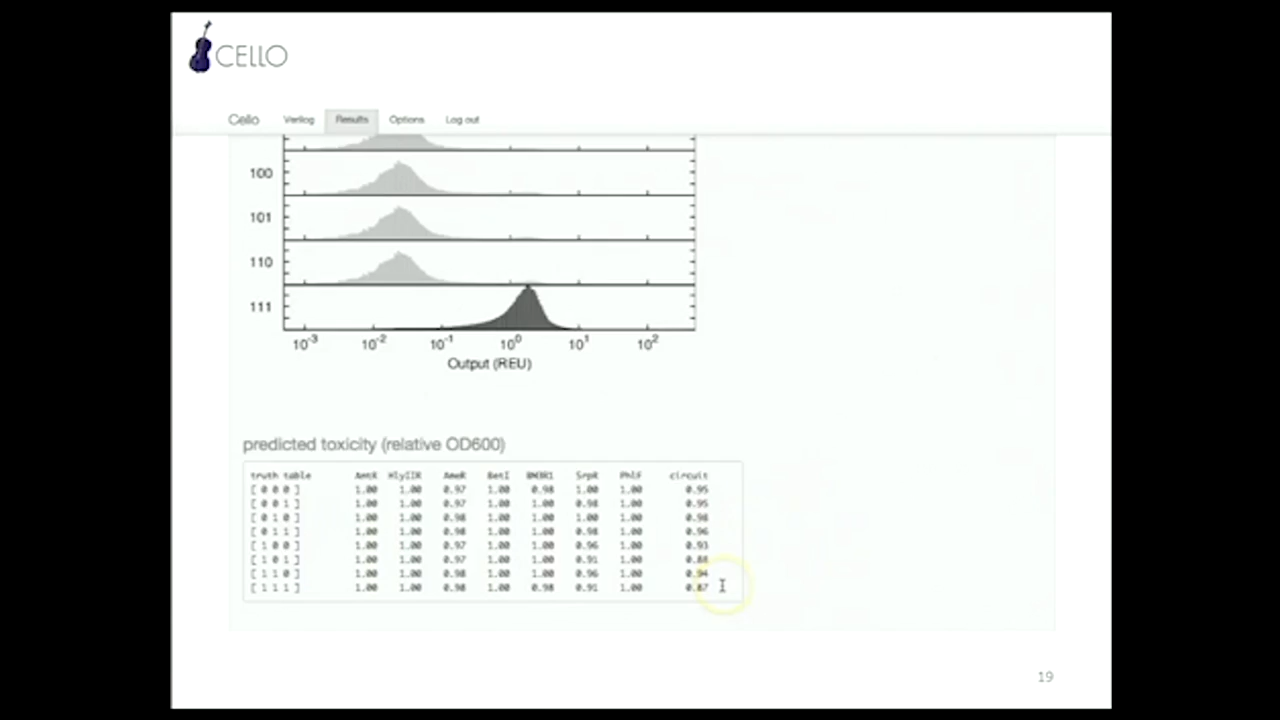 CELLO
Cello Verilog Results Options Log out
100
101
110
111
10-3 10-2 10-1 100 101 102
Output (REU)
predicted toxicity (relative OD600)
truth table AmtR HlyIIR AmeR BetI BM3R1 SrpR PhlF circuit
[ 0 0 0 ] 1.00 1.00 0.97 1.00 0.98 1.00 1.00 0.95
[ 0 0 1 ] 1.00 1.00 0.97 1.00 1.00 0.98 1.00 0.95
[ 0 1 0 ] 1.00 1.00 0.98 1.00 1.00 1.00 1.00 0.98
[ 0 1 1 ] 1.00 1.00 0.98 1.00 1.00 0.98 1.00 0.96
[ 1 0 0 ] 1.00 1.00 0.97 1.00 1.00 0.96 1.00 0.93
[ 1 0 1 ] 1.00 1.00 0.97 1.00 1.00 0.91 1.00 0.88
[ 1 1 0 ] 1.00 1.00 0.98 1.00 1.00 0.96 1.00 0.94
[ 1 1 1 ] 1.00 1.00 0.98 1.00 0.98 0.91 1.00 0.87
19